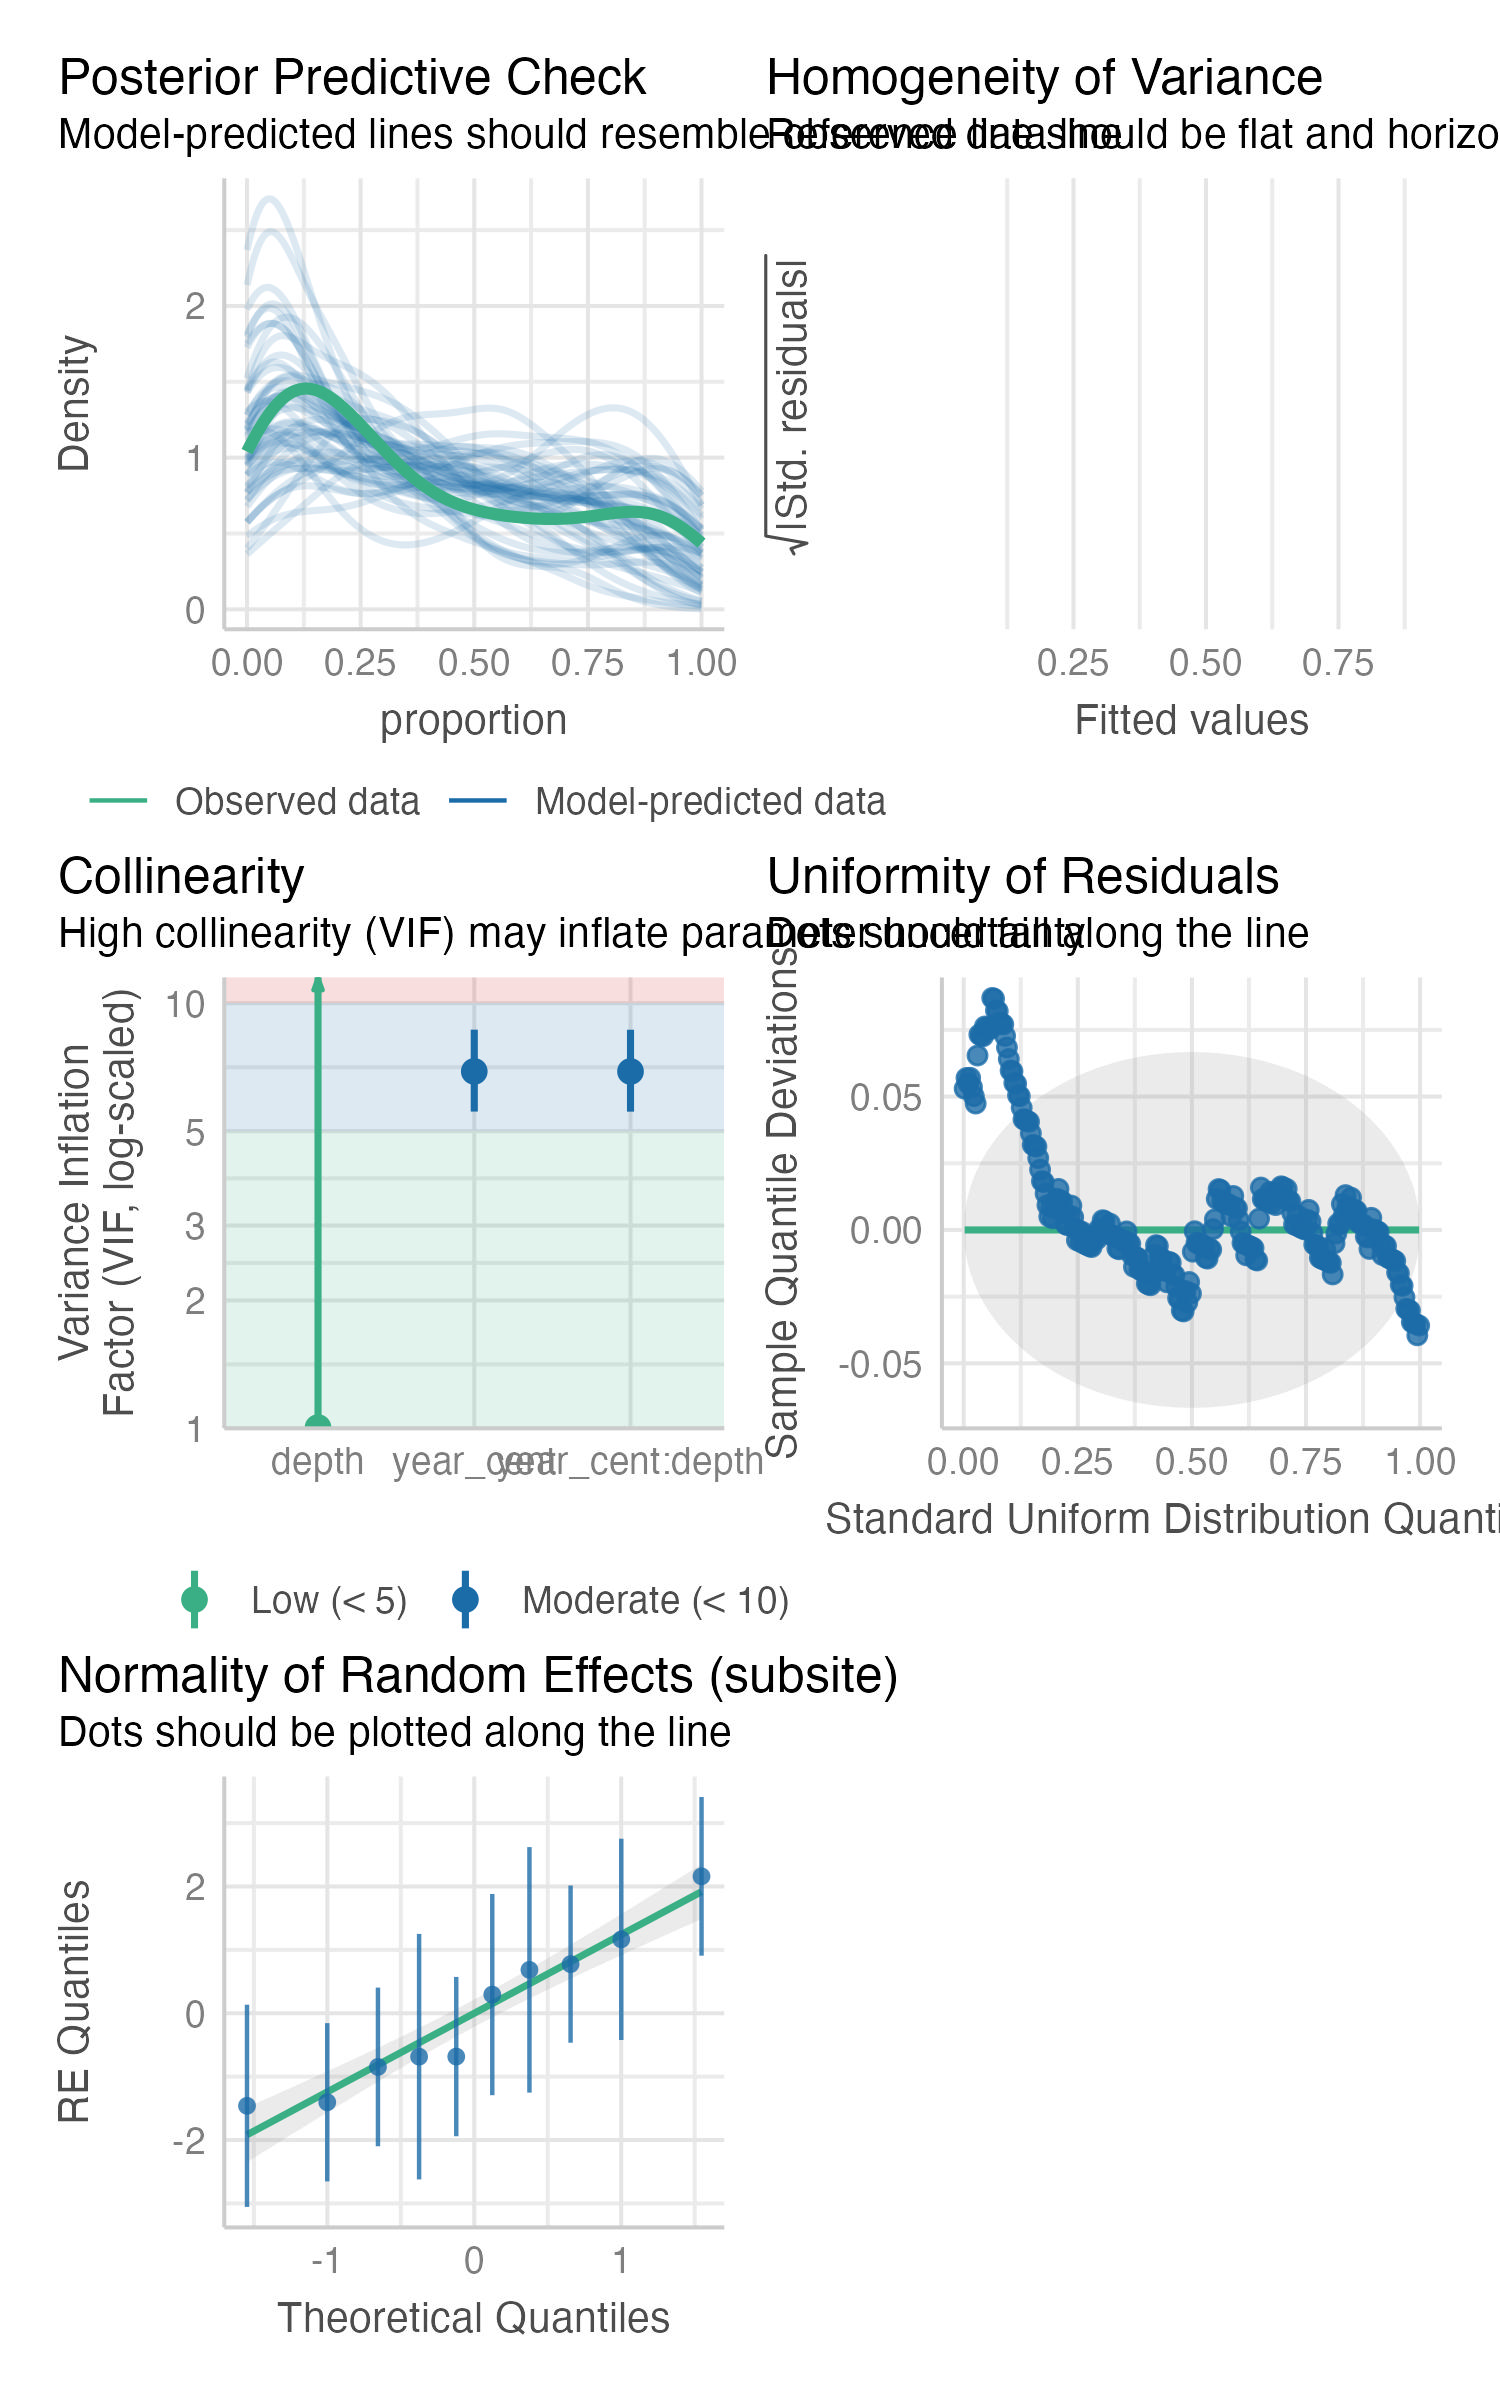 Posterior Predictive Check
Model-predicted lines should resemble observed data line
Density
2
1
0
0.00 0.25 0.50 0.75 1.00
proportion
Observed data Model-predicted data
Homogeneity of Variance
Reference line should be flat and horizo
√|Std. residuals|
0.25 0.50 0.75
Fitted values
Collinearity
High collinearity (VIF) may inflate parameter uncertainty
Variance Inflation
Factor (VIF, log-scaled)
10
5
3
2
1
depth year_cent year_cent:depth
Low (< 5) Moderate (< 10)
Uniformity of Residuals
Dots should fall along the line
Sample Quantile Deviations
0.05
0.00
-0.05
0.00 0.25 0.50 0.75 1.00
Standard Uniform Distribution Quanti
Normality of Random Effects (subsite)
Dots should be plotted along the line
RE Quantiles
2
0
-2
-1 0 1
Theoretical Quantiles